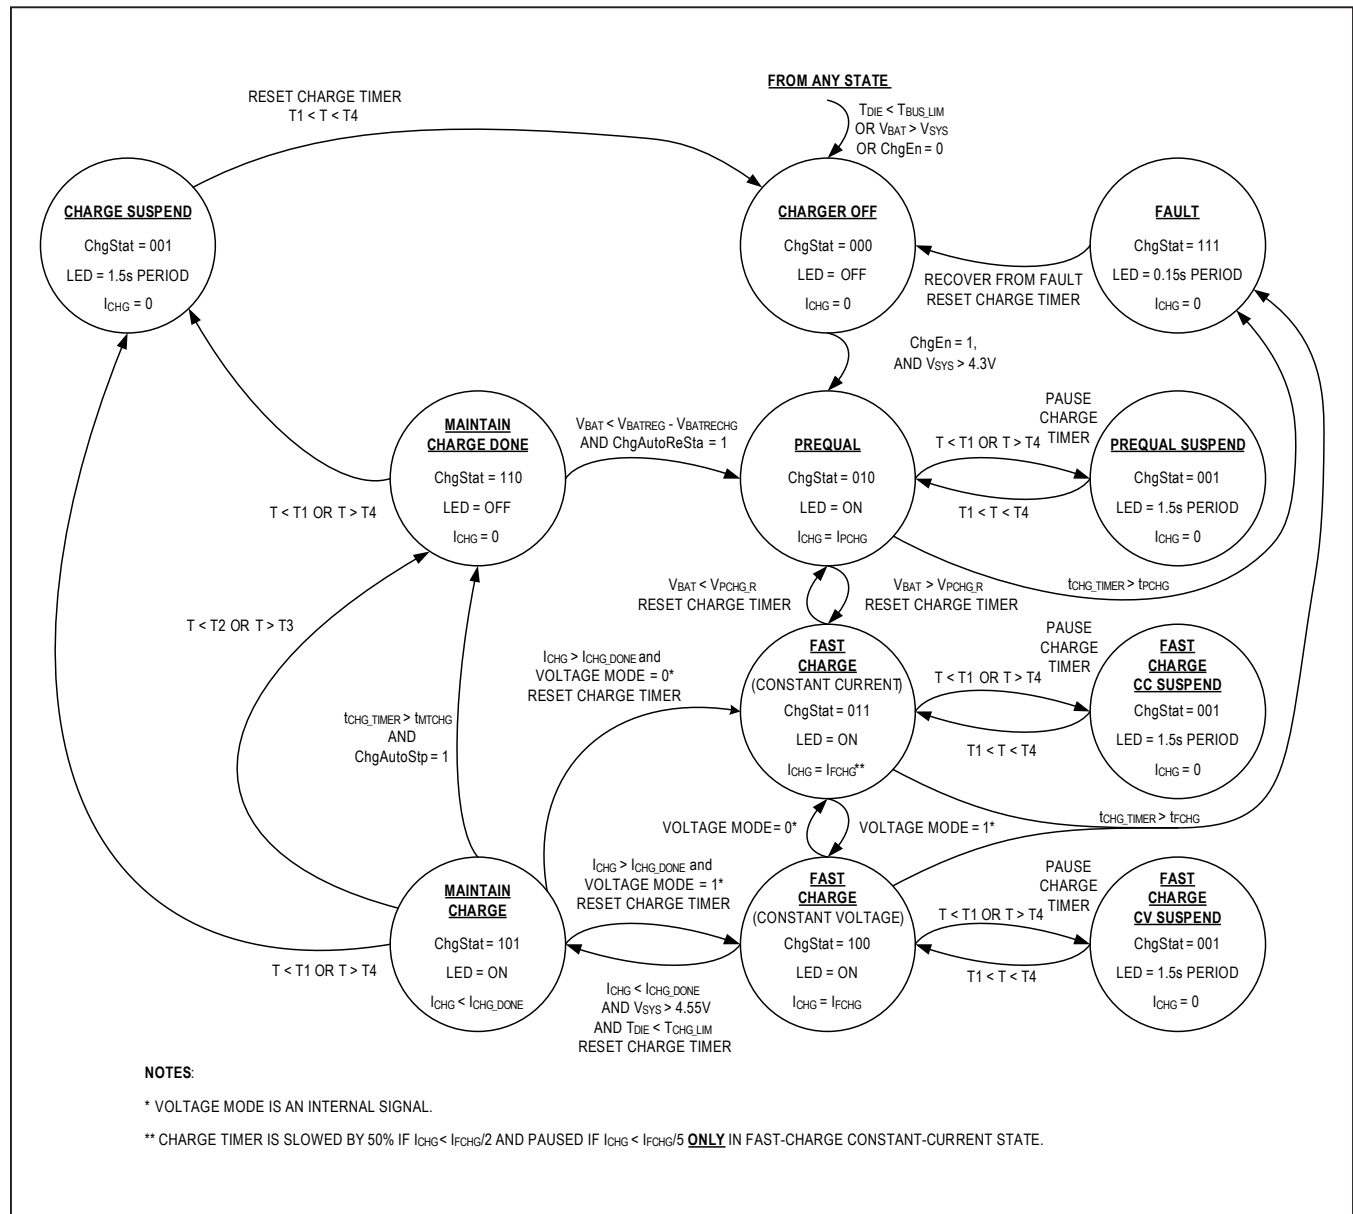 FROM ANY STATE
RESET CHARGE TIMER
T1 < T < T4
TDIE < TBUS_LIM
OR VBAT > VSYS
OR ChgEn = 0
CHARGE SUSPEND
ChgStat = 001
LED = 1.5s PERIOD
ICHG = 0
CHARGER OFF
ChgStat = 000
LED = OFF
ICHG = 0
FAULT
ChgStat = 111
LED = 0.15s PERIOD
ICHG = 0
RECOVER FROM FAULT
RESET CHARGE TIMER
ChgEn = 1,
AND VSYS > 4.3V
MAINTAIN
CHARGE DONE
ChgStat = 110
LED = OFF
ICHG = 0
VBAT < VBATREG - VBATRECHG
AND ChgAutoReSta = 1
PREQUAL
ChgStat = 010
LED = ON
ICHG = IPCHG
PAUSE
CHARGE
TIMER
T < T1 OR T > T4
T1 < T < T4
PREQUAL SUSPEND
ChgStat = 001
LED = 1.5s PERIOD
ICHG = 0
T < T1 OR T > T4
tCHG_TIMER > tPCHG
VBAT < VPCHG_R
RESET CHARGE TIMER
VBAT > VPCHG_R
RESET CHARGE TIMER
T < T2 OR T > T3
ICHG > ICHG_DONE and
VOLTAGE MODE = 0*
RESET CHARGE TIMER
FAST
CHARGE
(CONSTANT CURRENT)
ChgStat = 011
LED = ON
ICHG = IFCHG**
PAUSE
CHARGE
TIMER
T < T1 OR T > T4
T1 < T < T4
FAST
CHARGE
CC SUSPEND
ChgStat = 001
LED = 1.5s PERIOD
ICHG = 0
tCHG_TIMER > tMTCHG
AND
ChgAutoStp = 1
tCHG_TIMER > tFCHG
VOLTAGE MODE = 0*
VOLTAGE MODE = 1*
ICHG > ICHG_DONE and
VOLTAGE MODE = 1*
RESET CHARGE TIMER
MAINTAIN
CHARGE
ChgStat = 101
LED = ON
ICHG < ICHG_DONE
FAST
CHARGE
(CONSTANT VOLTAGE)
ChgStat = 100
LED = ON
ICHG = IFCHG
PAUSE
CHARGE
TIMER
T < T1 OR T > T4
T1 < T < T4
FAST
CHARGE
CV SUSPEND
ChgStat = 001
LED = 1.5s PERIOD
ICHG = 0
T < T1 OR T > T4
ICHG < ICHG_DONE
AND VSYS > 4.55V
AND TDIE < TCHG_LIM
RESET CHARGE TIMER
NOTES:
* VOLTAGE MODE IS AN INTERNAL SIGNAL.
** CHARGE TIMER IS SLOWED BY 50% IF ICHG < IFCHG/2 AND PAUSED IF ICHG < IFCHG/5 ONLY IN FAST-CHARGE CONSTANT-CURRENT STATE.